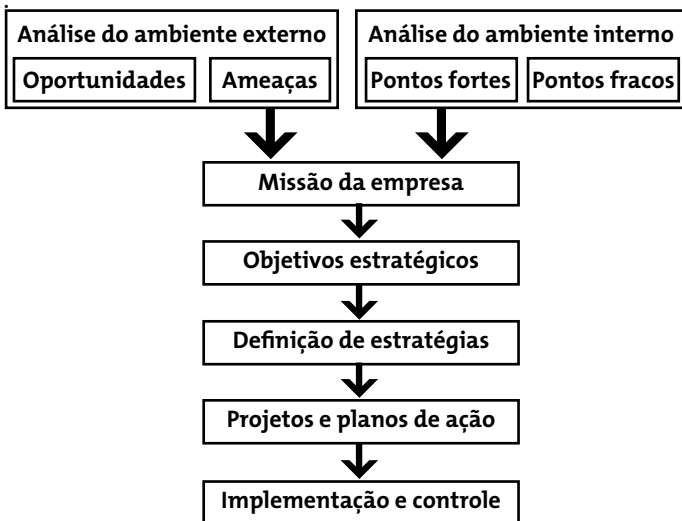 Análise do ambiente externo
Oportunidades
Ameaças
Análise do ambiente interno
Pontos fortes
Pontos fracos
Missão da empresa
Objetivos estratégicos
Definição de estratégias
Projetos e planos de ação
Implementação e controle